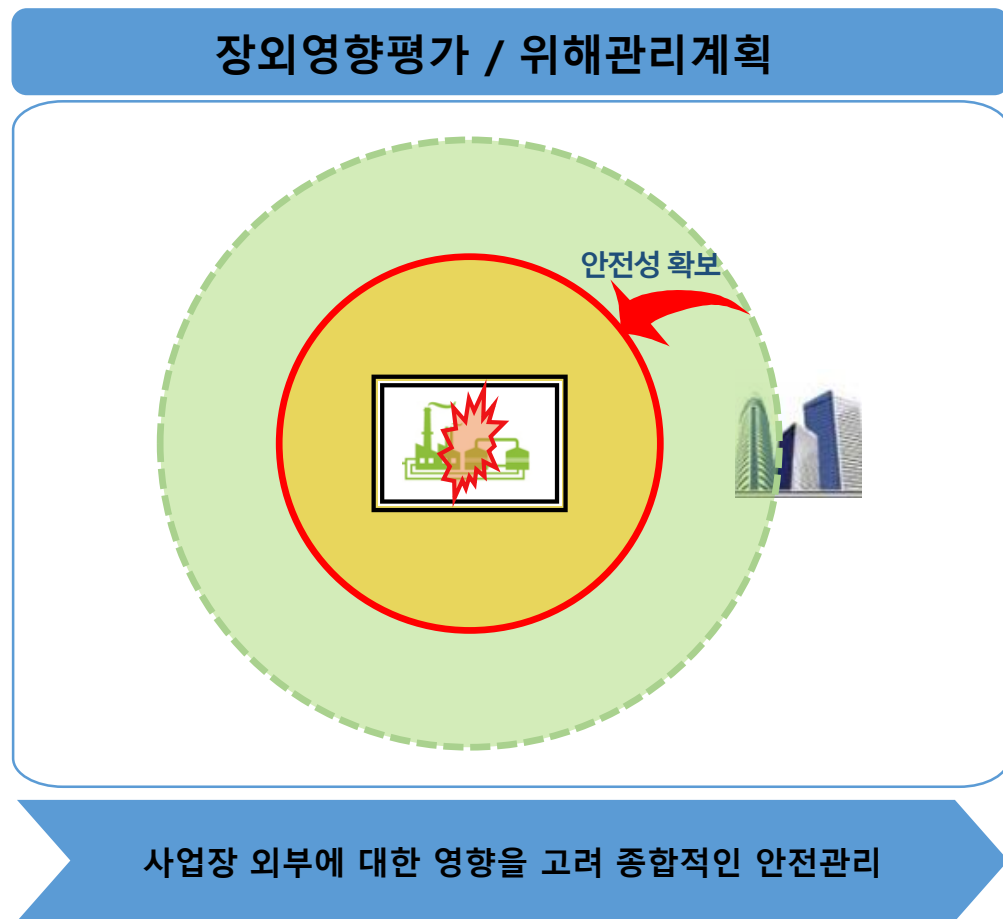 장외영향평가 / 위해관리계획
안전성 확보
사업장 외부에 대한 영향을 고려 종합적인 안전관리